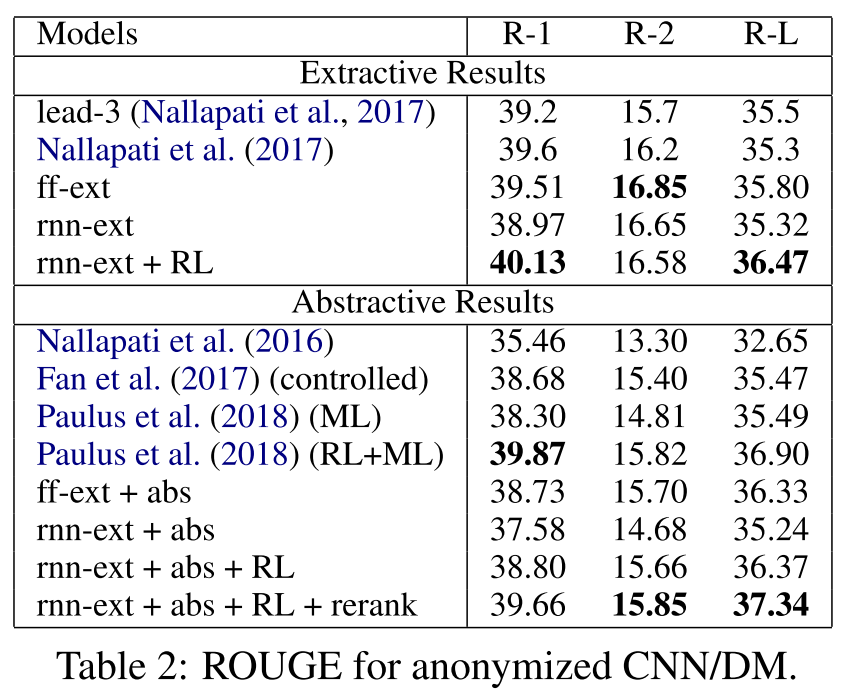 Models R-1 R-2 R-L
Extractive Results
lead-3 (Nallapati et al., 2017) 39.2 15.7 35.5
Nallapati et al. (2017) 39.6 16.2 35.3
ff-ext 39.51 16.85 35.80
rnn-ext 38.97 16.65 35.32
rnn-ext + RL 40.13 16.58 36.47
Abstractive Results
Nallapati et al. (2016) 35.46 13.30 32.65
Fan et al. (2017) (controlled) 38.68 15.40 35.47
Paulus et al. (2018) (ML) 38.30 14.81 35.49
Paulus et al. (2018) (RL+ML) 39.87 15.82 36.90
ff-ext + abs 38.73 15.70 36.33
rnn-ext + abs 37.58 14.68 35.24
rnn-ext + abs + RL 38.80 15.66 36.37
rnn-ext + abs + RL + rerank 39.66 15.85 37.34
Table 2: ROUGE for anonymized CNN/DM.